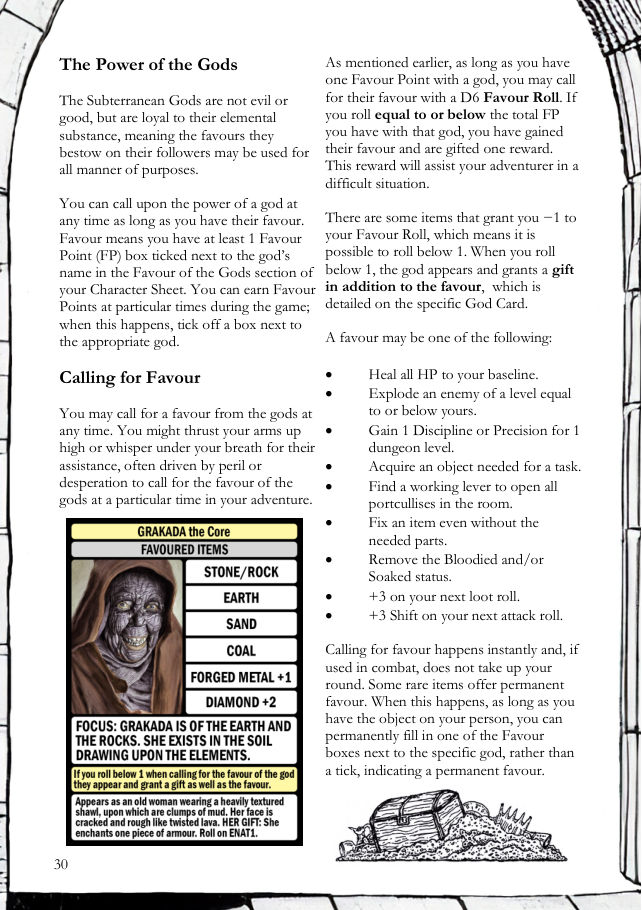 The Power of the Gods
The Subterranean Gods are not evil or
good, but are loyal to their elemental
substance, meaning the favours they
bestow on their followers may be used for
all manner of purposes.
You can call upon the power of a god at
any time as long as you have their favour.
Favour means you have at least 1 Favour
Point (FP) box ticked next to the god's
name in the Favour of the Gods section of
your Character Sheet. You can earn Favour
Points at particular times during the game;
when this happens, tick off a box next to
the appropriate god.
Calling for Favour
You may call for a favour from the gods at
any time. You might thrust your arms up
high or whisper under your breath for their
assistance, often driven by peril or
desperation to call for the favour of the
gods at a particular time in your adventure.
GRAKADA the Core
FAVOURED ITEMS
STONE/ROCK
EARTH
SAND
COAL
FORGED METAL +1
DIAMOND +2
FOCUS: GRAKADA IS OF THE EARTH AND
THE ROCKS. SHE EXISTS IN THE SOIL
DRAWING UPON THE ELEMENTS.
If you roll below 1 when calling for the favour of the god
they appear and grant a gift as well as the favour.
Appears as an old woman wearing a heavily textured
shawl, upon which are clumps of mud. Her face is
cracked and rough like twisted lava. HER GIFT: She
enchants one piece of armour. Roll on ENAT1.
As mentioned earlier, as long as you have
one Favour Point with a god, you may call
for their favour with a D6 Favour Roll. If
you roll equal to or below the total FP
you have with that god, you have gained
their favour and are gifted one reward.
This reward will assist your adventurer in a
difficult situation.
There are some items that grant you −1 to
your Favour Roll, which means it is
possible to roll below 1. When you roll
below 1, the god appears and grants a gift
in addition to the favour, which is
detailed on the specific God Card.
A favour may be one of the following:
• Heal all HP to your baseline.
• Explode an enemy of a level equal
to or below yours.
• Gain 1 Discipline or Precision for 1
dungeon level.
• Acquire an object needed for a task.
• Find a working lever to open all
portcullises in the room.
• Fix an item even without the
needed parts.
• Remove the Bloodied and/or
Soaked status.
• +3 on your next loot roll.
• +3 Shift on your next attack roll.
Calling for favour happens instantly and, if
used in combat, does not take up your
round. Some rare items offer permanent
favour. When this happens, as long as you
have the object on your person, you can
permanently fill in one of the Favour
boxes next to the specific god, rather than
a tick, indicating a permanent favour.
30